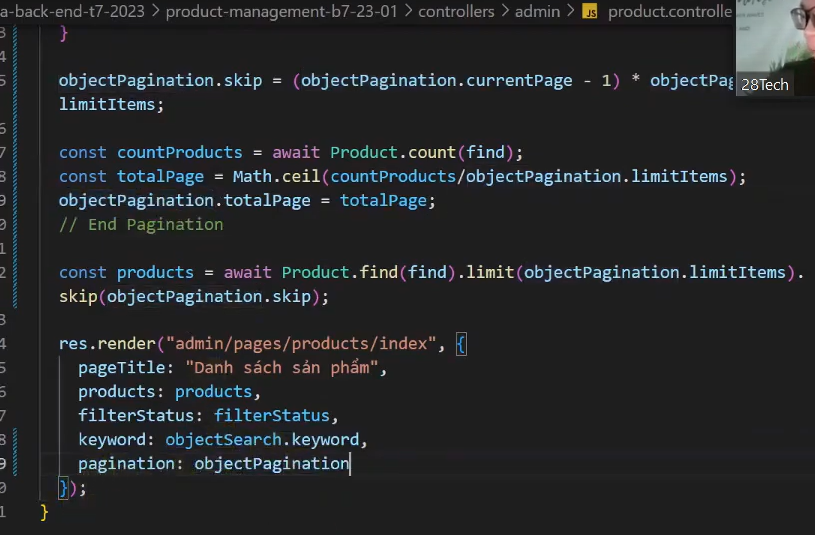 a-back-end-t7-2023 > product-management-b7-23-01 > controllers > admin > JS product.controlle
28Tech
3 }
4
5 objectPagination.skip = (objectPagination.currentPage - 1) * objectPag
limitItems;
6
7 const countProducts = await Product.count(find);
8 const totalPage = Math.ceil(countProducts/objectPagination.limitItems);
9 objectPagination.totalPage = totalPage;
0 // End Pagination
1
2 const products = await Product.find(find).limit(objectPagination.limitItems).
skip(objectPagination.skip);
3
4 res.render("admin/pages/products/index", {
5 pageTitle: "Danh sách sản phẩm",
6 products: products,
7 filterStatus: filterStatus,
8 keyword: objectSearch.keyword,
9 pagination: objectPagination
0 });
1 }